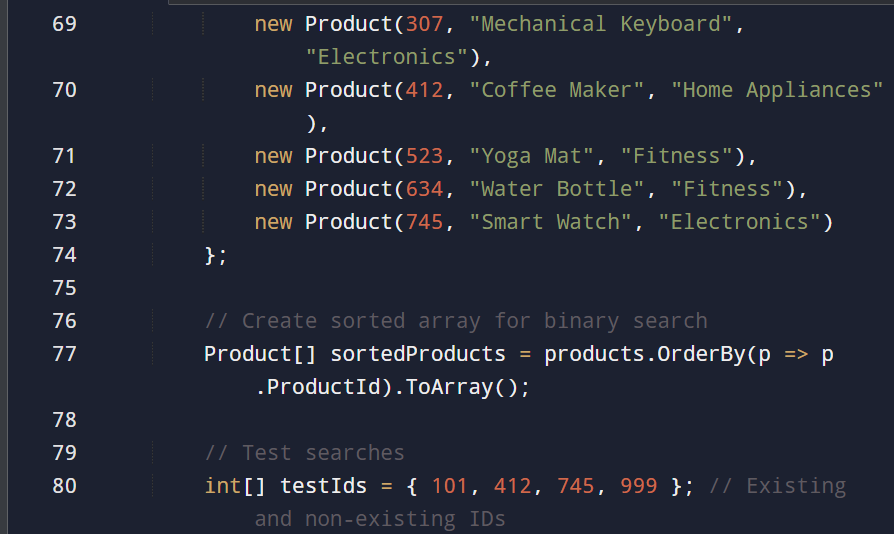 69 new Product(307, "Mechanical Keyboard",
"Electronics"),
70 new Product(412, "Coffee Maker", "Home Appliances"
),
71 new Product(523, "Yoga Mat", "Fitness"),
72 new Product(634, "Water Bottle", "Fitness"),
73 new Product(745, "Smart Watch", "Electronics")
74 };
75
76 // Create sorted array for binary search
77 Product[] sortedProducts = products.OrderBy(p => p
.ProductId).ToArray();
78
79 // Test searches
80 int[] testIds = { 101, 412, 745, 999 }; // Existing
and non-existing IDs